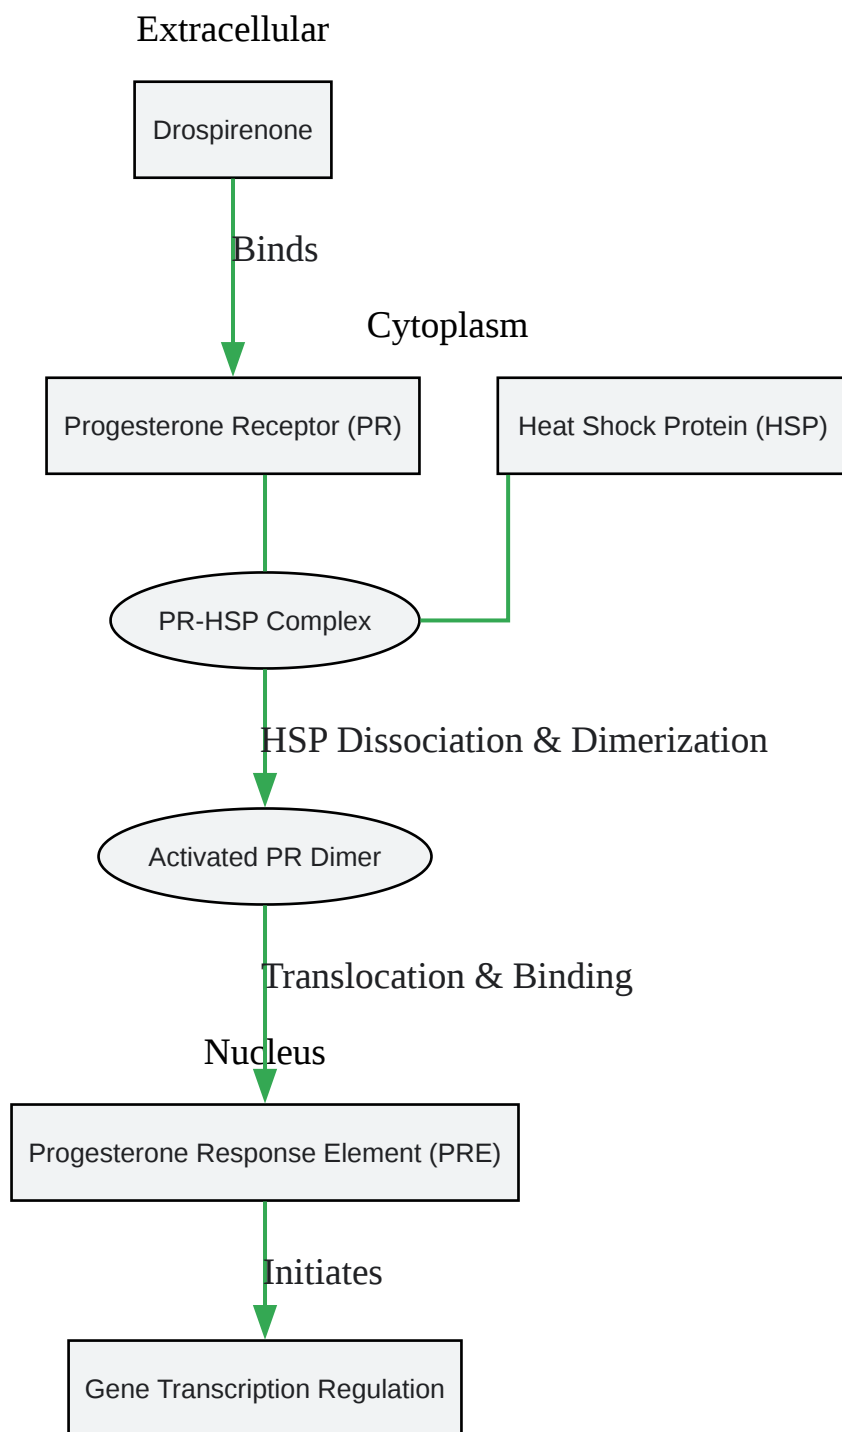 Extracellular
Drospirenone
Binds
Cytoplasm
Progesterone Receptor (PR)
Heat Shock Protein (HSP)
PR-HSP Complex
HSP Dissociation & Dimerization
Activated PR Dimer
Translocation & Binding
Nucleus
Progesterone Response Element (PRE)
Initiates
Gene Transcription Regulation